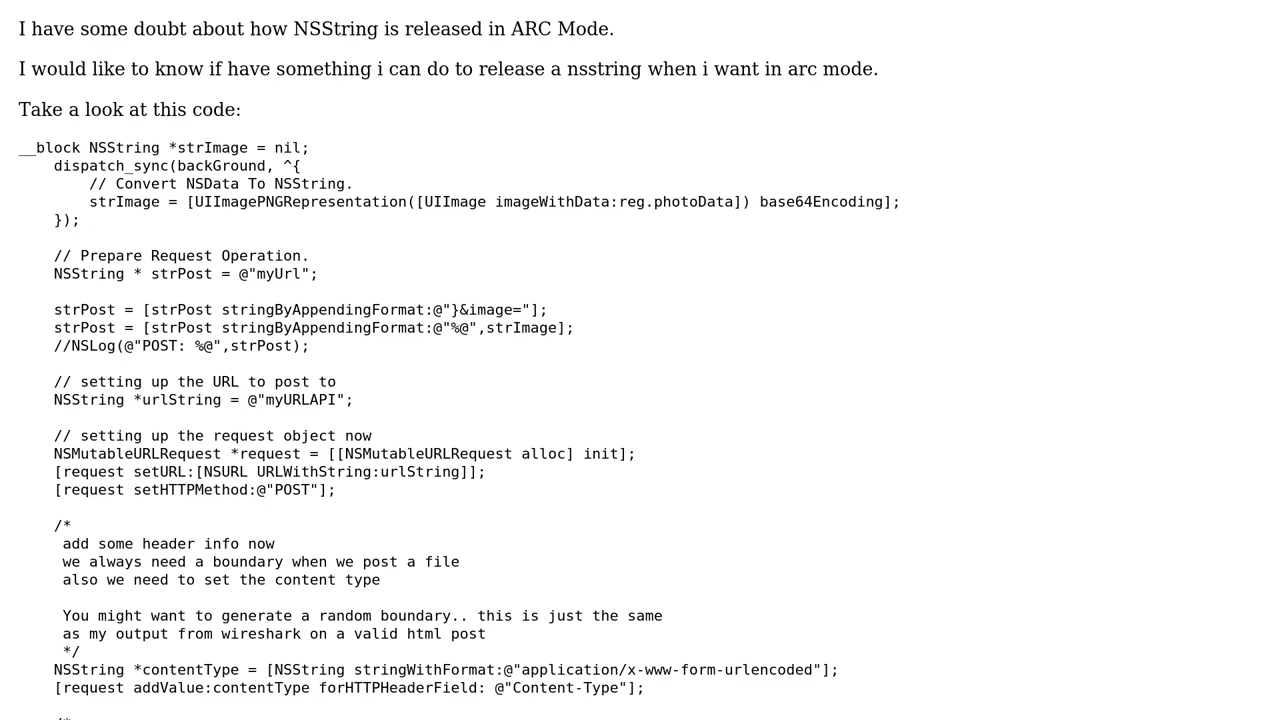 I have some doubt about how NSString is released in ARC Mode.
I would like to know if have something i can do to release a nsstring when i want in arc mode.
Take a look at this code:
__block NSString *strImage = nil;
    dispatch_sync(backGround, ^{
        // Convert NSData To NSString.
        strImage = [UIImagePNGRepresentation([UIImage imageWithData:reg.photoData]) base64Encoding];
    });
    // Prepare Request Operation.
    NSString * strPost = @"myUrl";
    strPost = [strPost stringByAppendingFormat:@"}&image="];
    strPost = [strPost stringByAppendingFormat:@"%@",strImage];
    //NSLog(@"POST: %@",strPost);
    // setting up the URL to post to
    NSString *urlString = @"myURLAPI";
    // setting up the request object now
    NSMutableURLRequest *request = [[NSMutableURLRequest alloc] init];
    [request setURL:[NSURL URLWithString:urlString]];
    [request setHTTPMethod:@"POST"];
    /*
     add some header info now
     we always need a boundary when we post a file
     also we need to set the content type
     You might want to generate a random boundary.. this is just the same
     as my output from wireshark on a valid html post
     */
    NSString *contentType = [NSString stringWithFormat:@"application/x-www-form-urlencoded"];
    [request addValue:contentType forHTTPHeaderField: @"Content-Type"];